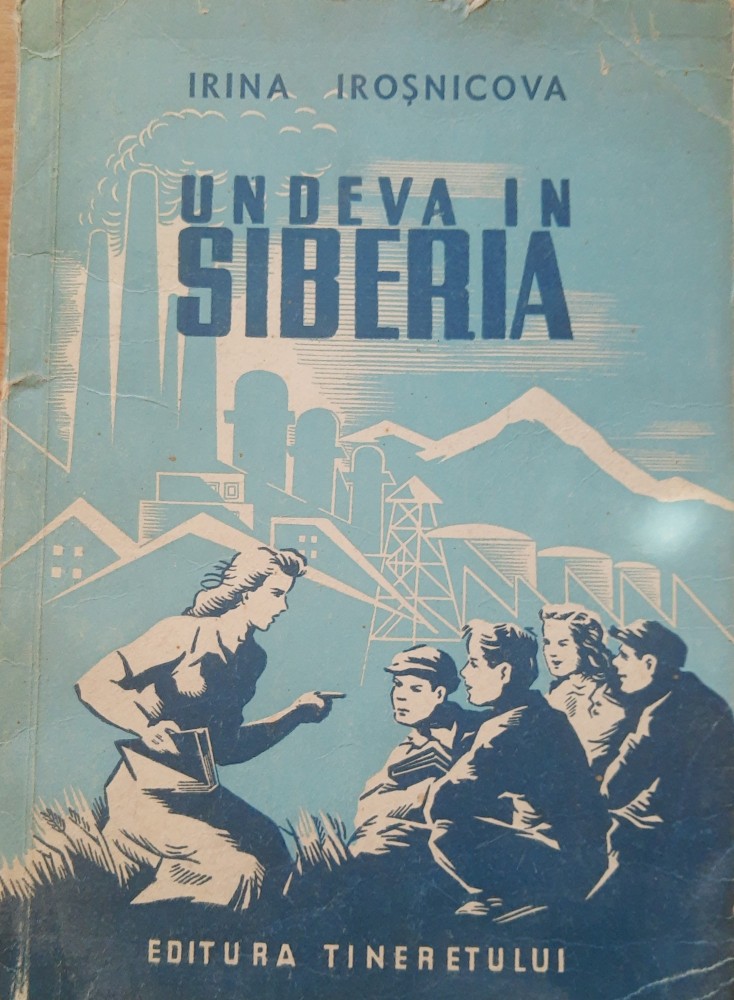 IRINA IROȘNICOVA
UNDEVA IN
SIBERIA
EDITURA TINERETULUI